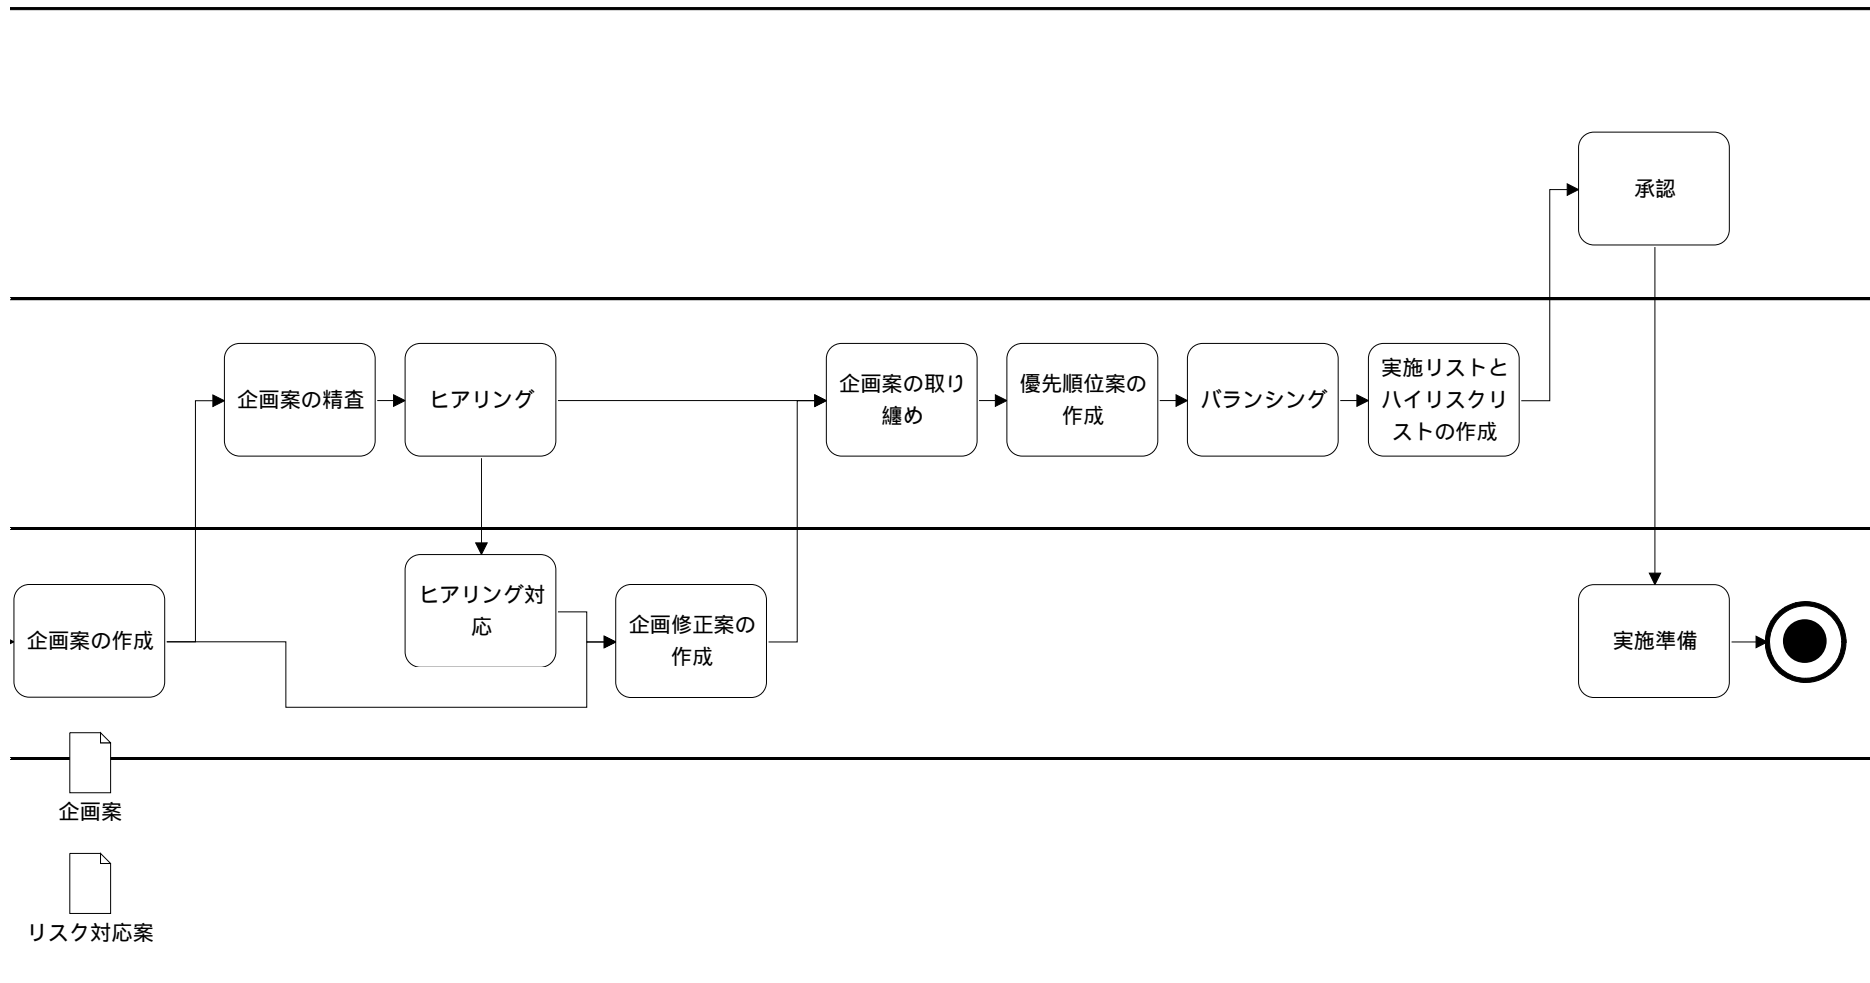 承認
企画案の精査
ヒアリング
企画案の取り
纏め
優先順位案の
作成
バランシング
実施リストと
ハイリスクリ
ストの作成
企画案の作成
ヒアリング対
応
企画修正案の
作成
実施準備
企画案
リスク対応案